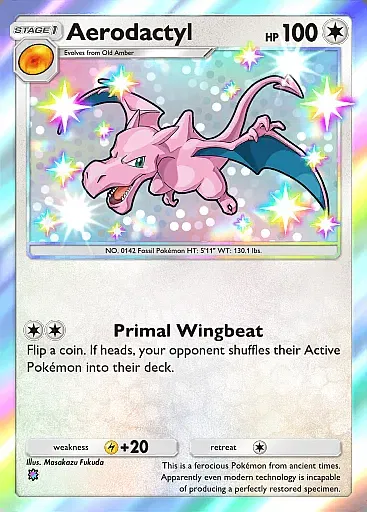 STAGE 1
Aerodactyl
HP 100
Evolves from Old Amber
NO. 0142 Fossil Pokémon HT: 5'11" WT: 130.1 lbs.
Primal Wingbeat
Flip a coin. If heads, your opponent shuffles their Active
Pokémon into their deck.
weakness +20
retreat
Illus. Masakazu Fukuda
This is a ferocious Pokémon from ancient times.
Apparently even modern technology is incapable
of producing a perfectly restored specimen.